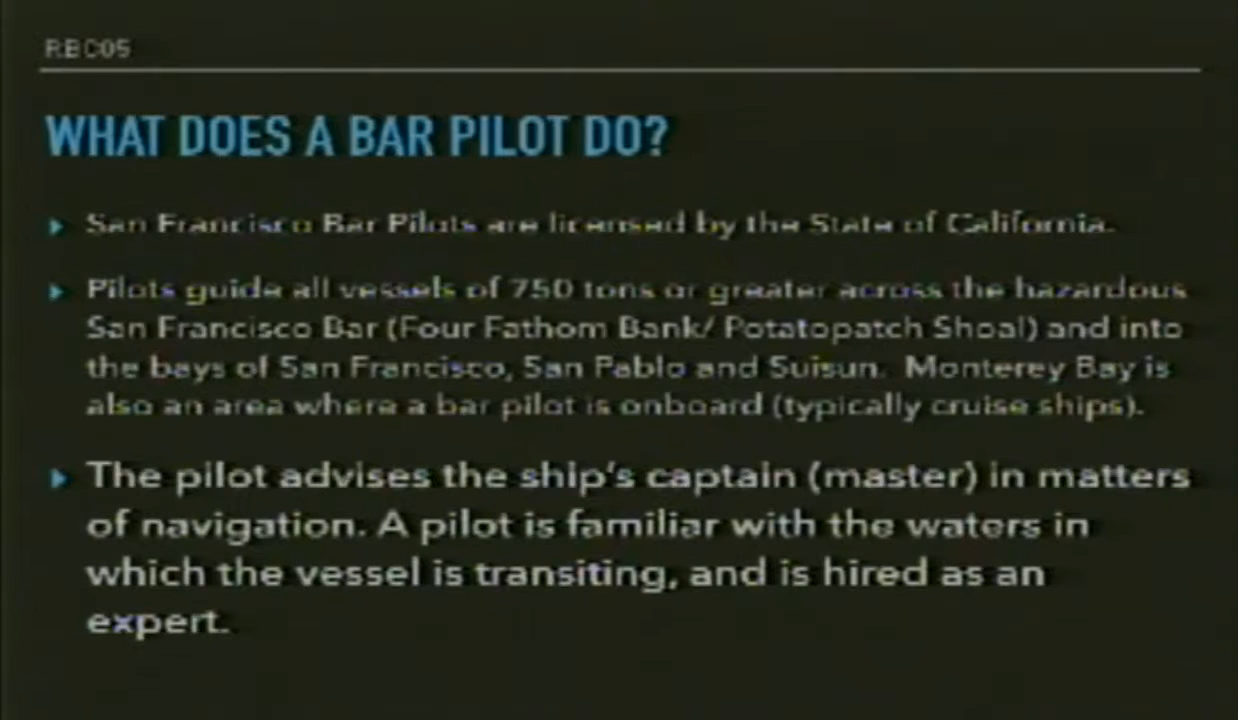 RBC05
WHAT DOES A BAR PILOT DO?
San Francisco Bar Pilots are licensed by the State of California.
Pilots guide all vessels of 750 tons or greater across the hazardous
San Francisco Bar (Four Fathom Bank/ Potatopatch Shoal) and into
the bays of San Francisco, San Pablo and Suisun. Monterey Bay is
also an area where a bar pilot is onboard (typically cruise ships).
The pilot advises the ship's captain (master) in matters
of navigation. A pilot is familiar with the waters in
which the vessel is transiting, and is hired as an
expert.